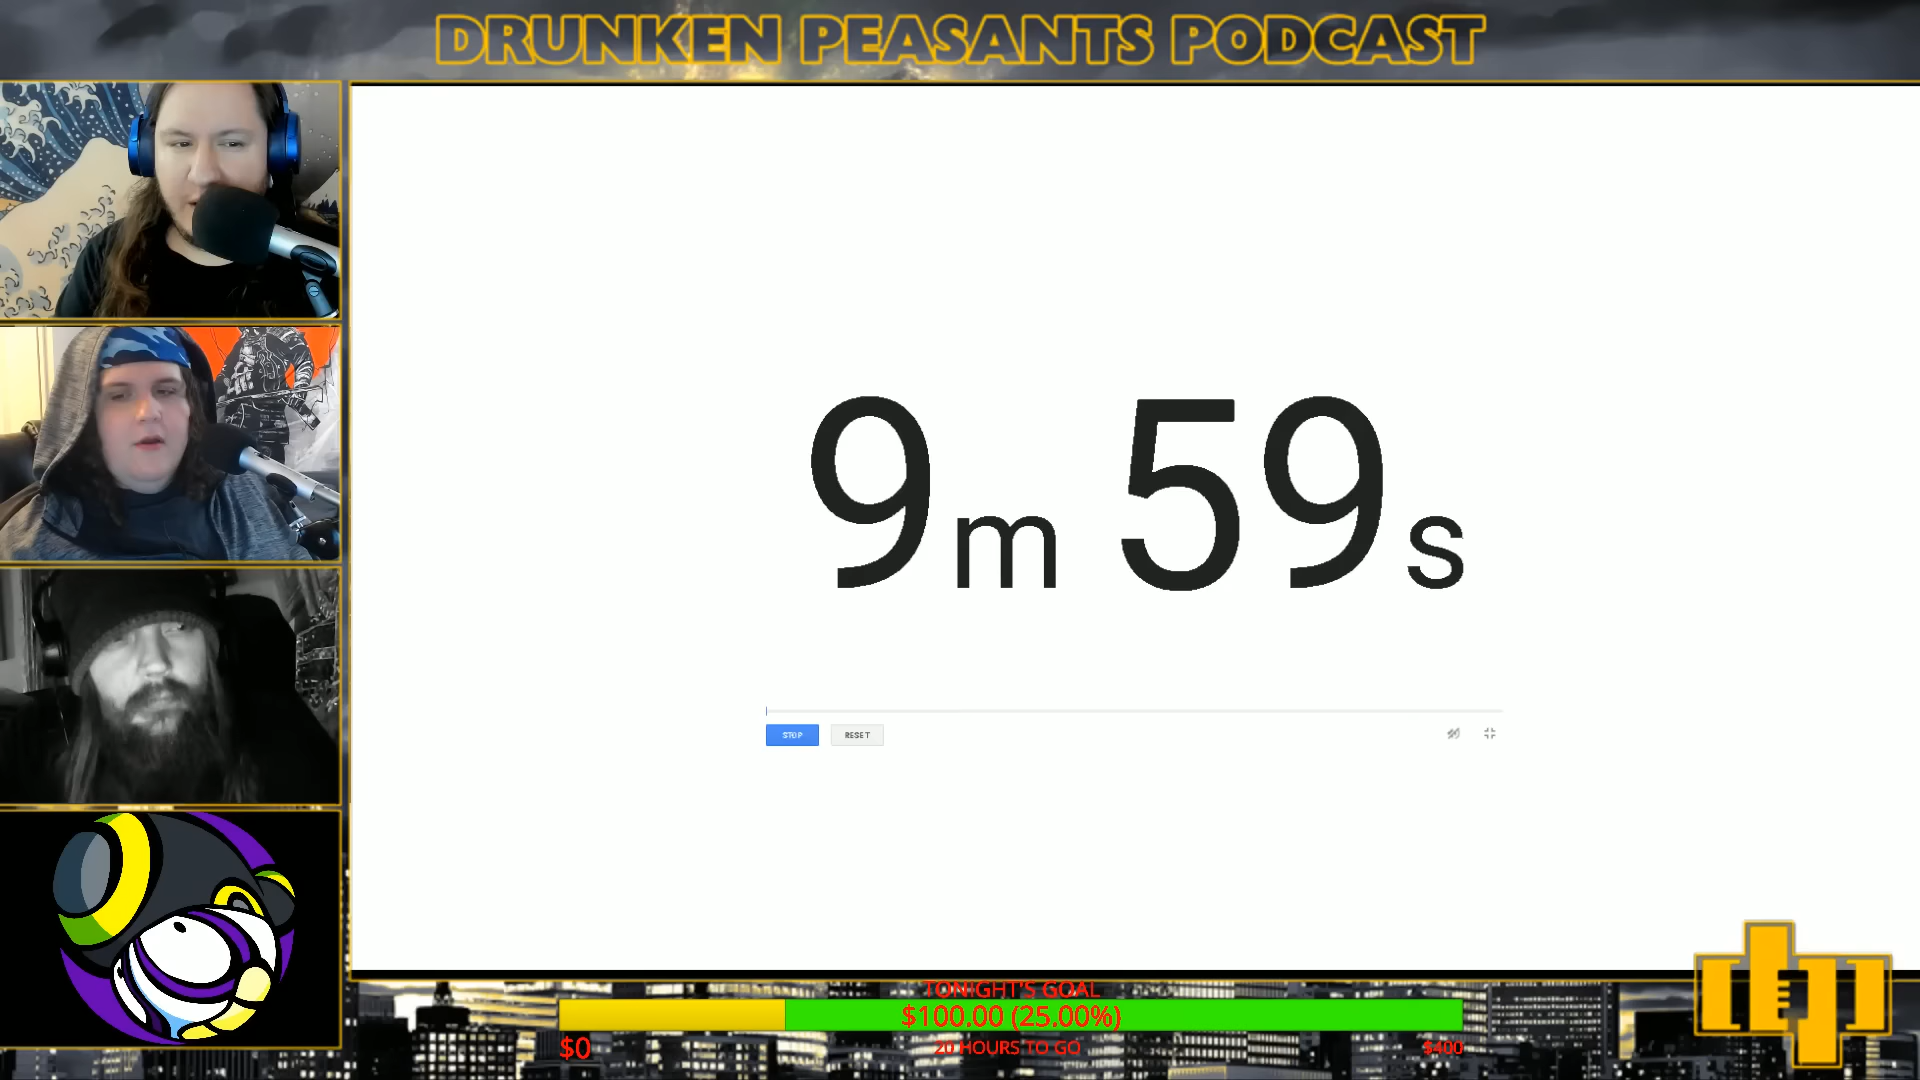 DRUNKEN PEASANTS PODCAST
9m 59s
STOP RESET
TONIGHT'S GOAL
$100.00 (25.00%)
$0 20 HOURS TO GO $400